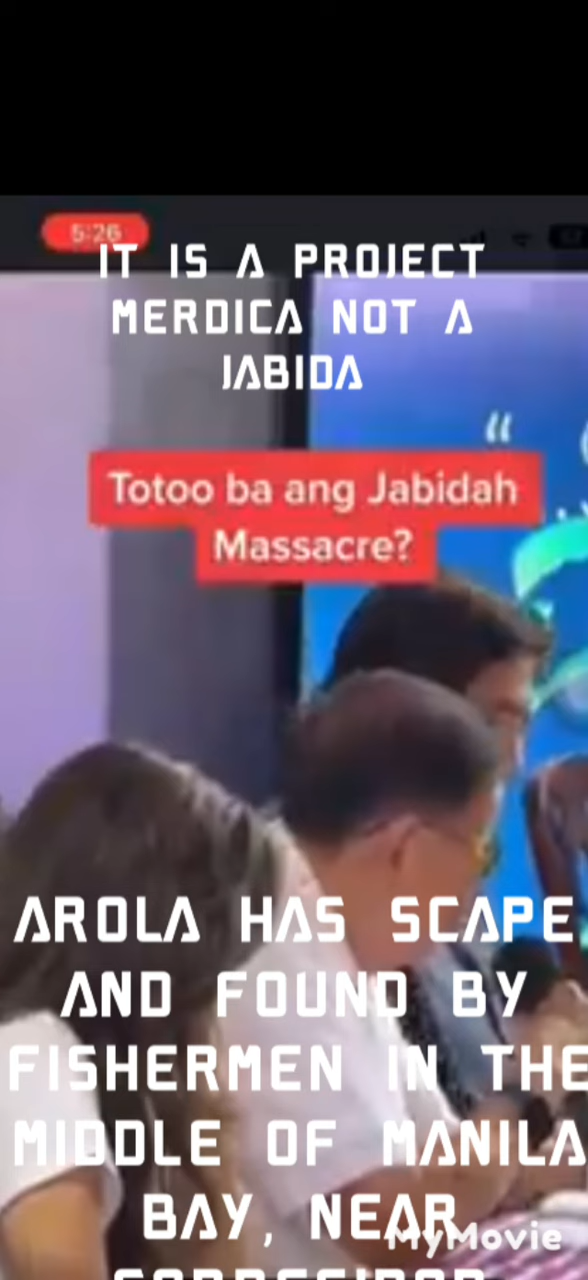 5:26
IT IS A PROJECT
MERDICA NOT A
JABIDA
“
Totoo ba ang Jabidah
Massacre?
AROLA HAS SCAPE
AND FOUND BY
FISHERMEN IN THE
MIDDLE OF MANILA
BAY, NEAR
MyMovie